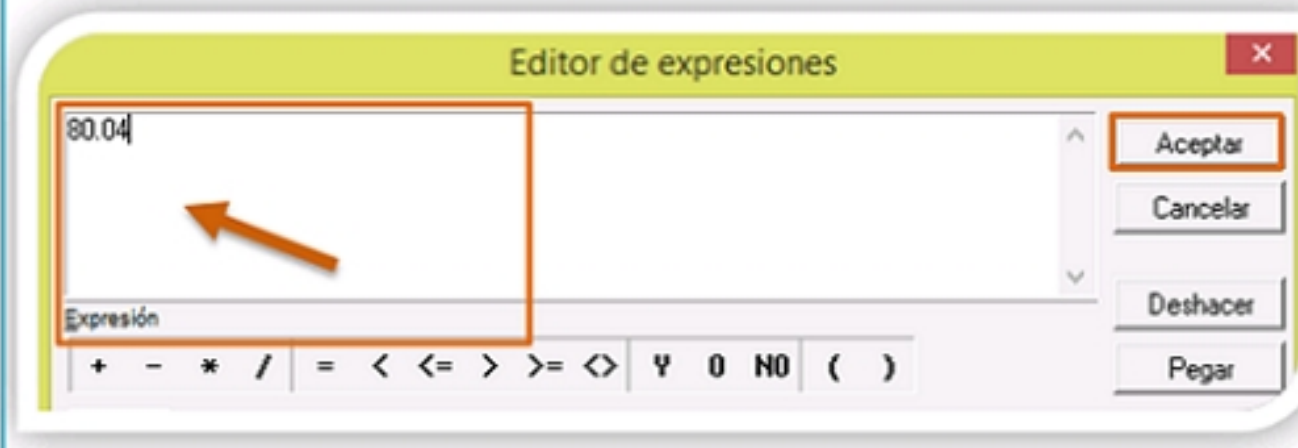 Editor de expresiones
80.04
Aceptar
Cancelar
Deshacer
Expresión
+ - * / = < <= > >= <> Y O NO ( )
Pegar